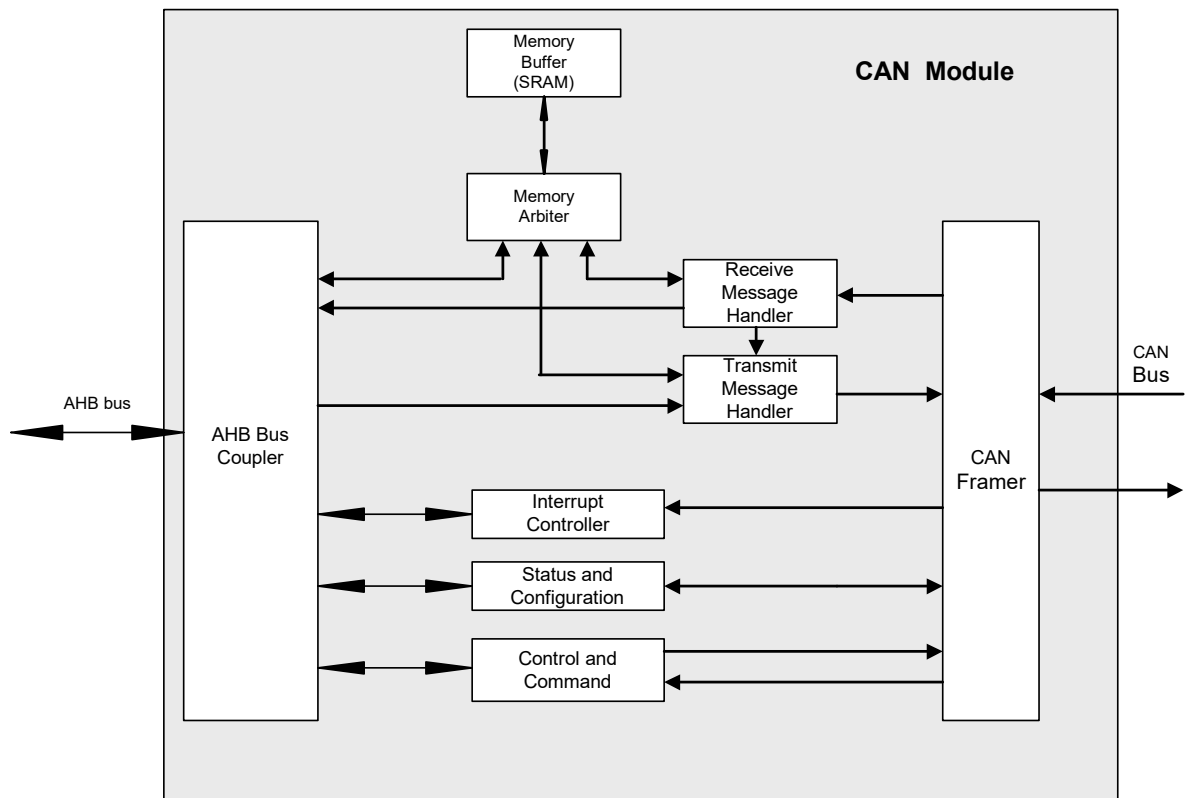 Memory
Buffer
(SRAM)
CAN Module
Memory
Arbiter
Receive
Message
Handler
Transmit
Message
Handler
CAN
Bus
AHB bus
AHB Bus
Coupler
CAN
Framer
Interrupt
Controller
Status and
Configuration
Control and
Command